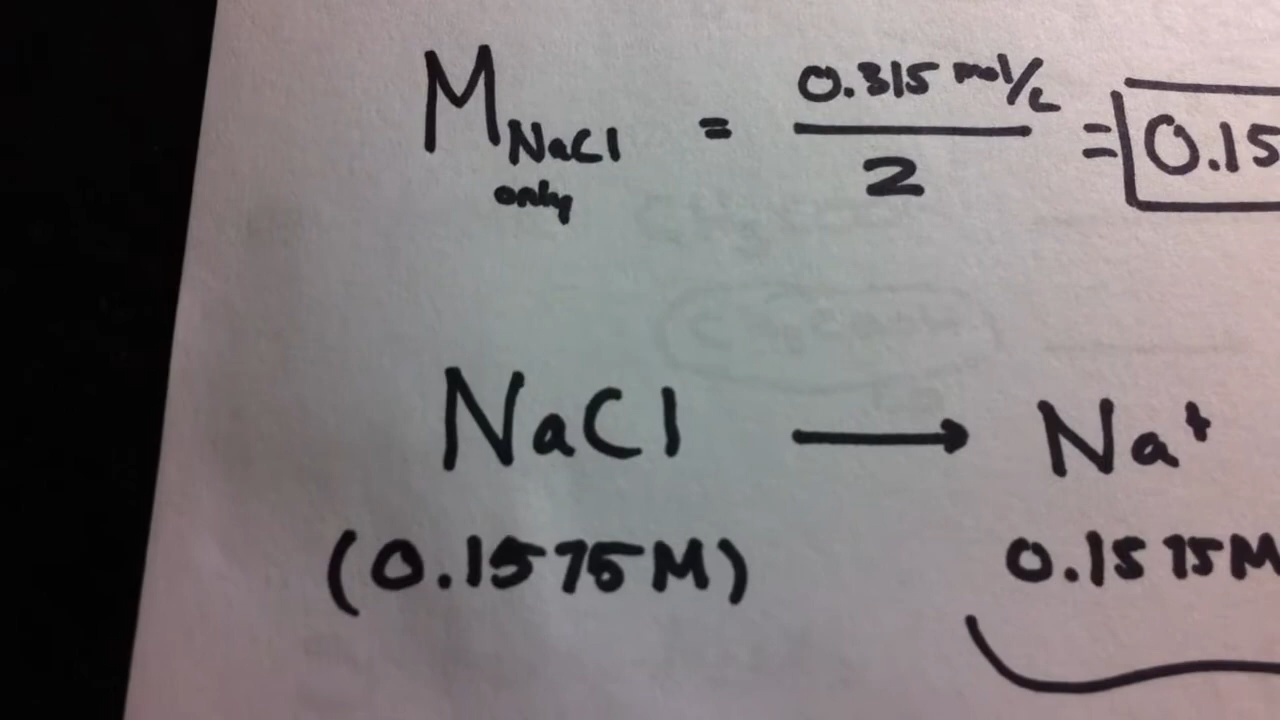 M NaCl only = 0.315 mol/L / 2 = 0.15
NaCl → Na⁺
(0.1575M) 0.1575M